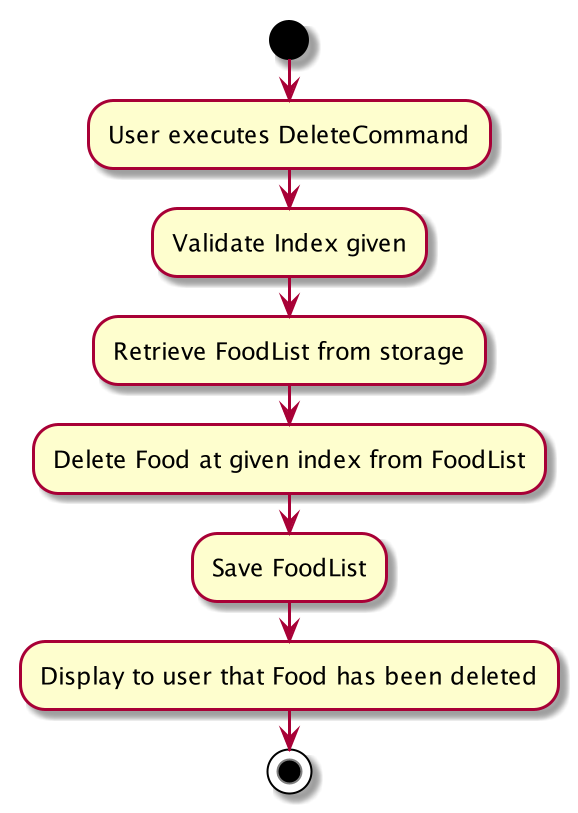 User executes DeleteCommand
Validate Index given
Retrieve FoodList from storage
Delete Food at given index from FoodList
Save FoodList
Display to user that Food has been deleted